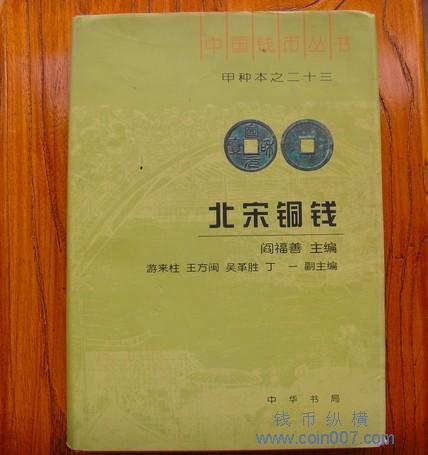 中国钱币丛书
甲种本之二十三
北宋铜钱
阎福善 主编
游来柱 王方闽 吴革胜 丁 一 副主编
中华书局
钱币纵横
www.coin007.com